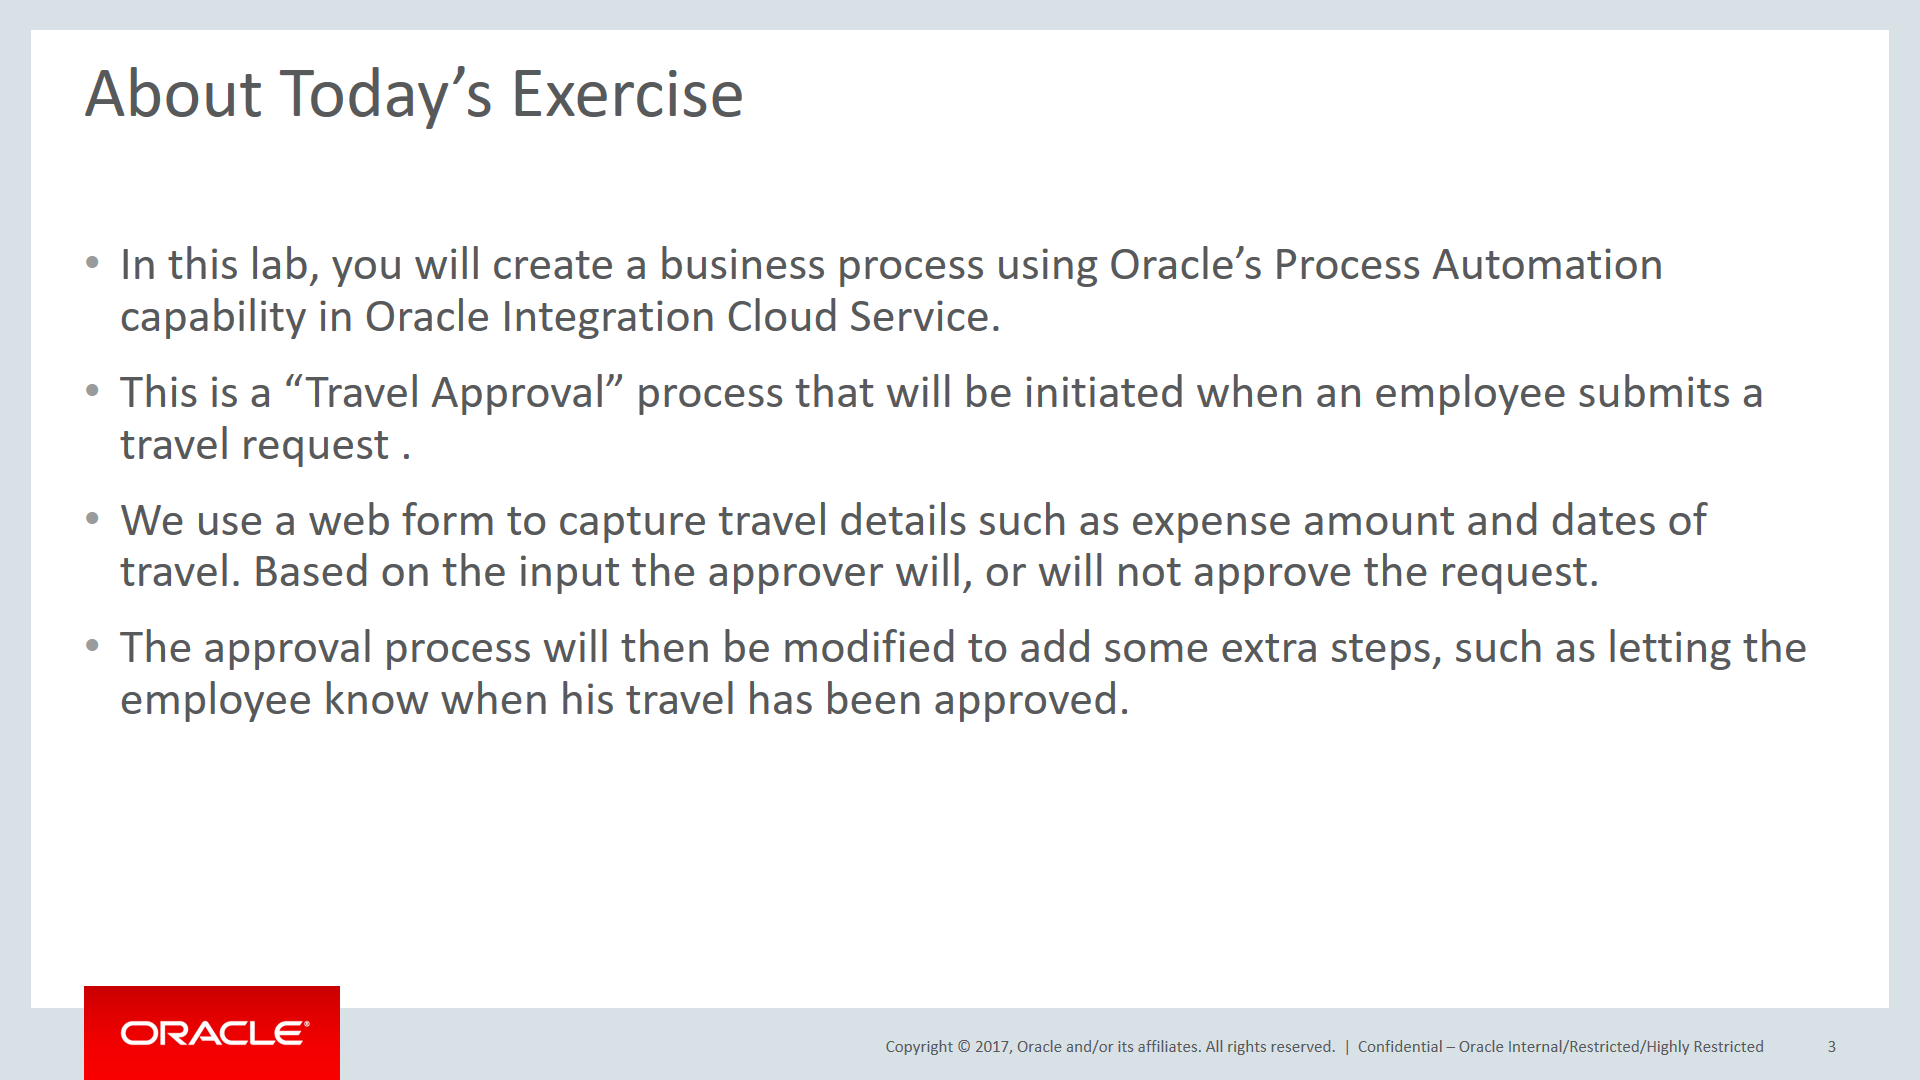 About Today’s Exercise
• In this lab, you will create a business process using Oracle’s Process Automation
capability in Oracle Integration Cloud Service.
• This is a “Travel Approval” process that will be initiated when an employee submits a
travel request .
• We use a web form to capture travel details such as expense amount and dates of
travel. Based on the input the approver will, or will not approve the request.
• The approval process will then be modified to add some extra steps, such as letting the
employee know when his travel has been approved.
ORACLE®
Copyright © 2017, Oracle and/or its affiliates. All rights reserved. | Confidential – Oracle Internal/Restricted/Highly Restricted 3